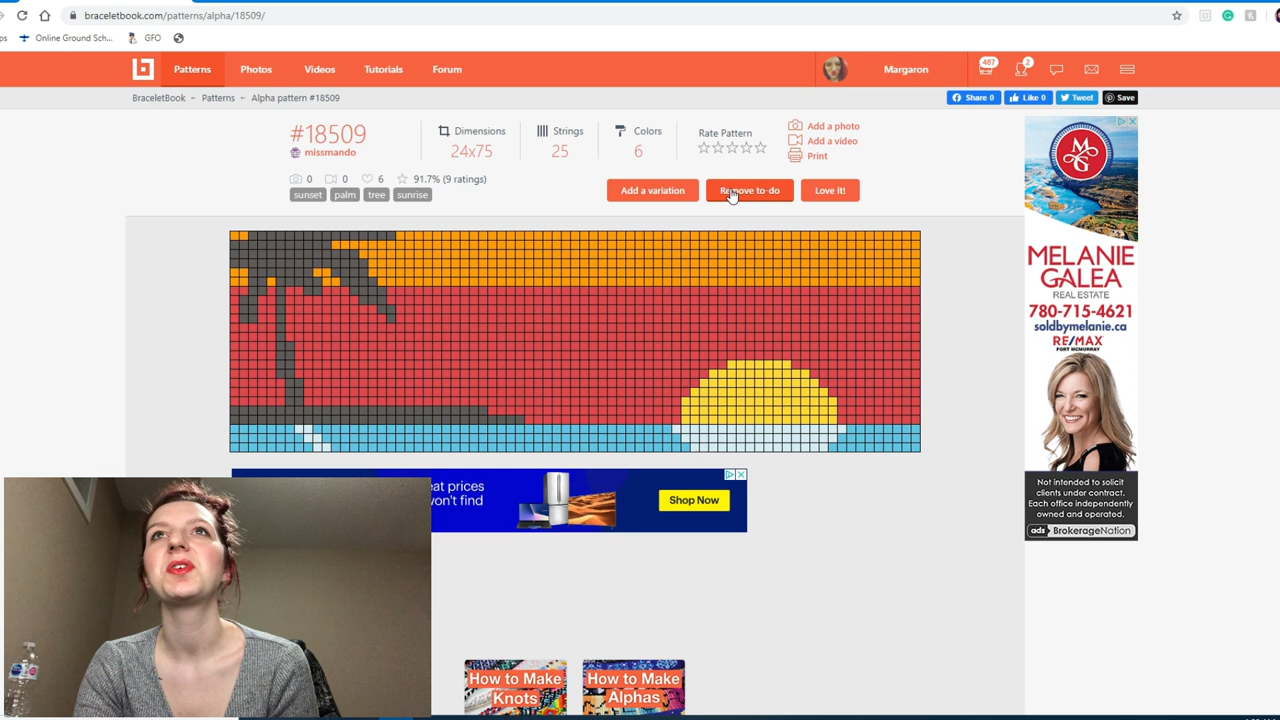 braceletbook.com/patterns/alpha/18509/
ps
Online Ground Sch...
GFO
Patterns
Photos
Videos
Tutorials
Forum
Margaron
487
2
BraceletBook ← Patterns ← Alpha pattern #18509
Share 0
Like 0
Tweet
Save
#18509
missmando
Dimensions
24x75
Strings
25
Colors
6
Rate Pattern
Add a photo
Add a video
Print
0
0
6
91.7% (9 ratings)
sunset
palm
tree
sunrise
Add a variation
Remove to-do
Love it!
MELANIE
GALEA
REAL ESTATE
780-715-4621
soldbymelanie.ca
RE/MAX
FORT MCMURRAY
Not intended to solicit
clients under contract.
Each office independently
owned and operated.
ads BrokerageNation
eat prices
won't find
Shop Now
How to Make
Knots
How to Make
Alphas